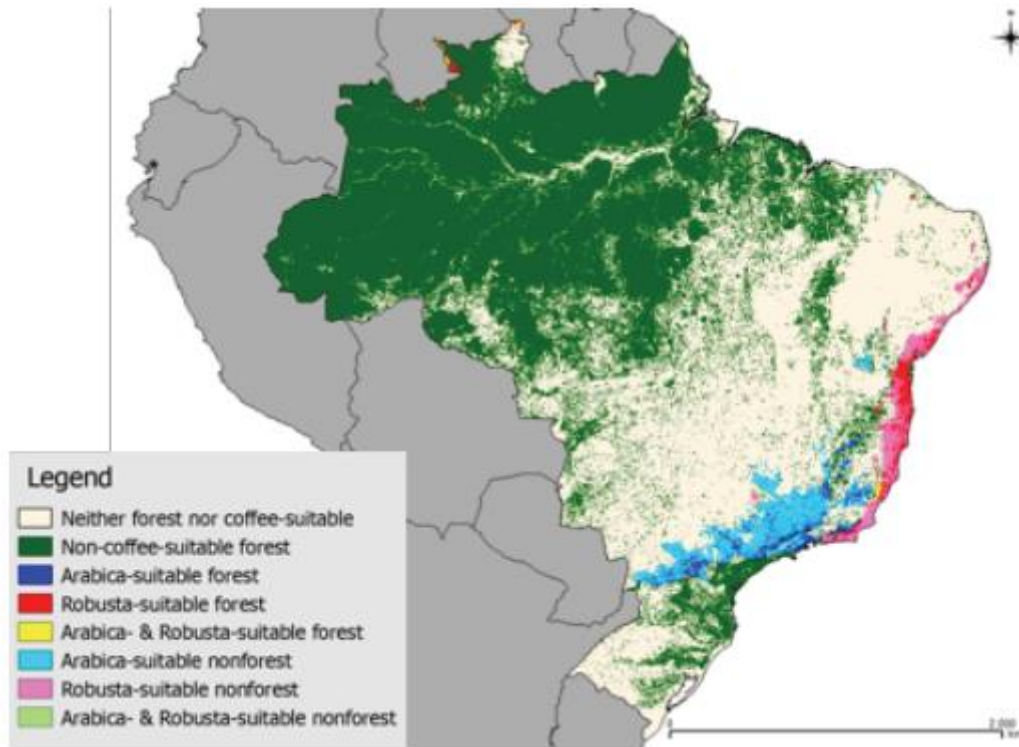 Legend
Neither forest nor coffee-suitable
Non-coffee-suitable forest
Arabica-suitable forest
Robusta-suitable forest
Arabica- & Robusta-suitable forest
Arabica-suitable nonforest
Robusta-suitable nonforest
Arabica- & Robusta-suitable nonforest
0
2 000